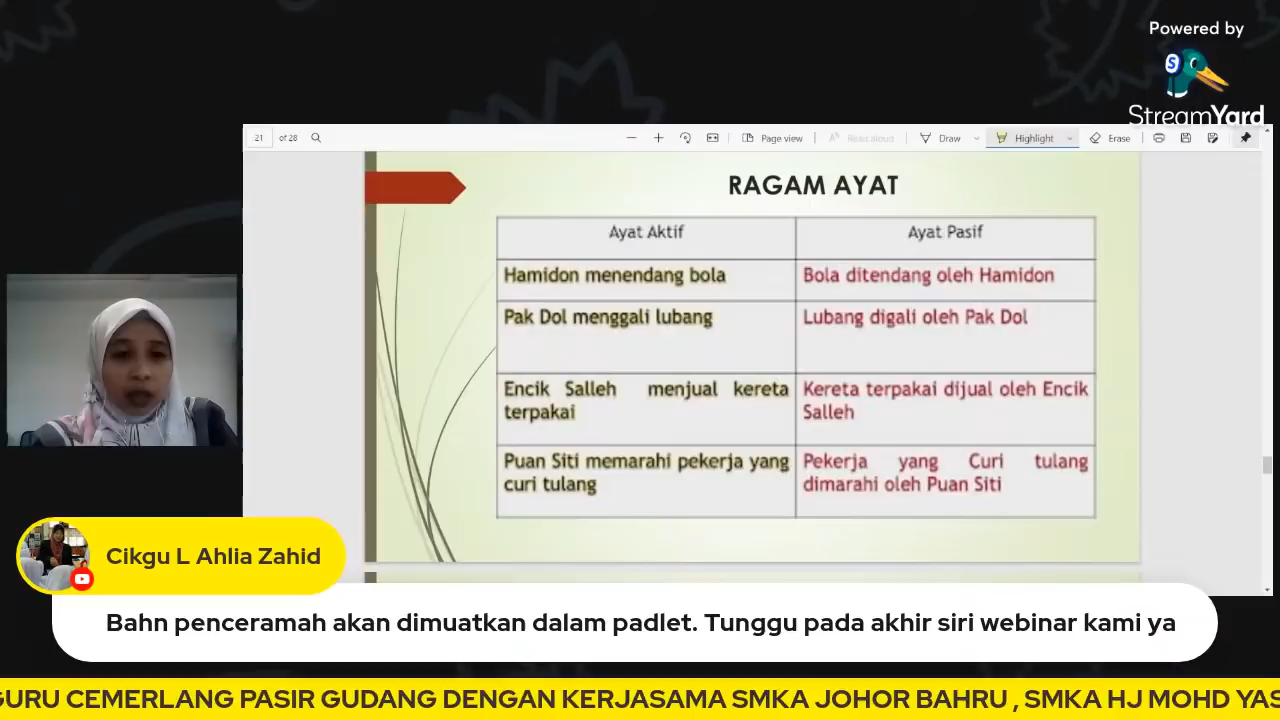 Powered by
StreamYard
21 of 28
Page view
Read aloud
Draw
Highlight
Erase
RAGAM AYAT
Ayat Aktif
Ayat Pasif
Hamidon menendang bola
Bola ditendang oleh Hamidon
Pak Dol menggali lubang
Lubang digali oleh Pak Dol
Encik Salleh menjual kereta
terpakai
Kereta terpakai dijual oleh Encik
Salleh
Puan Siti memarahi pekerja yang
curi tulang
Pekerja yang Curi tulang
dimarahi oleh Puan Siti
Cikgu L Ahlia Zahid
Bahn penceramah akan dimuatkan dalam padlet. Tunggu pada akhir siri webinar kami ya
GURU CEMERLANG PASIR GUDANG DENGAN KERJASAMA SMKA JOHOR BAHRU , SMKA HJ MOHD YAS